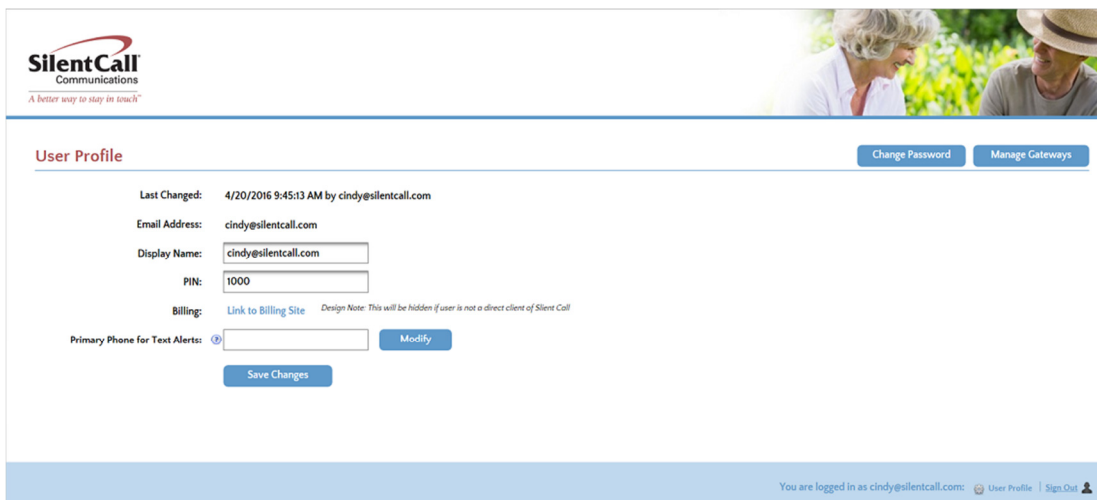 SilentCall
Communications
A better way to stay in touch™
User Profile
Change Password
Manage Gateways
Last Changed: 4/20/2016 9:45:13 AM by cindy@silentcall.com
Email Address: cindy@silentcall.com
Display Name: cindy@silentcall.com
PIN: 1000
Billing: Link to Billing Site Design Note: This will be hidden if user is not a direct client of Slient Call
Primary Phone for Text Alerts: ? Modify
Save Changes
You are logged in as cindy@silentcall.com: User Profile | Sign Out